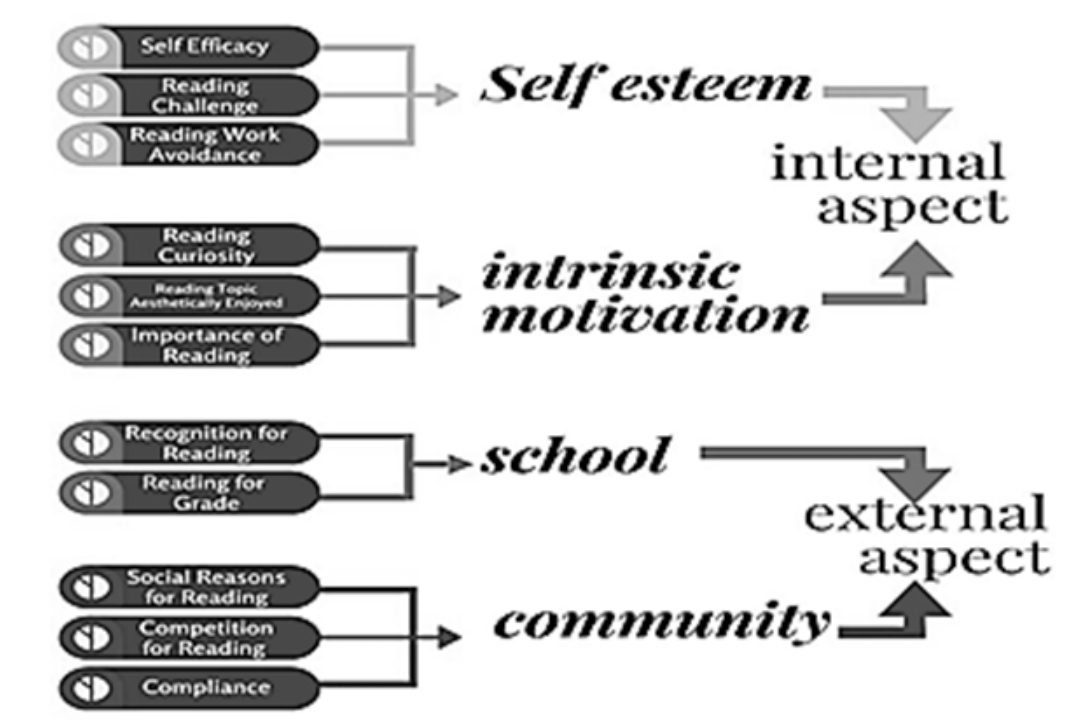 Self Efficacy
Reading
Challenge
Reading Work
Avoidance
Self esteem
internal
aspect
Reading
Curiosity
Reading Topic
Aesthetically Enjoyed
Importance of
Reading
intrinsic
motivation
Recognition for
Reading
Reading for
Grade
school
external
aspect
Social Reasons
for Reading
Competition
for Reading
Compliance
community